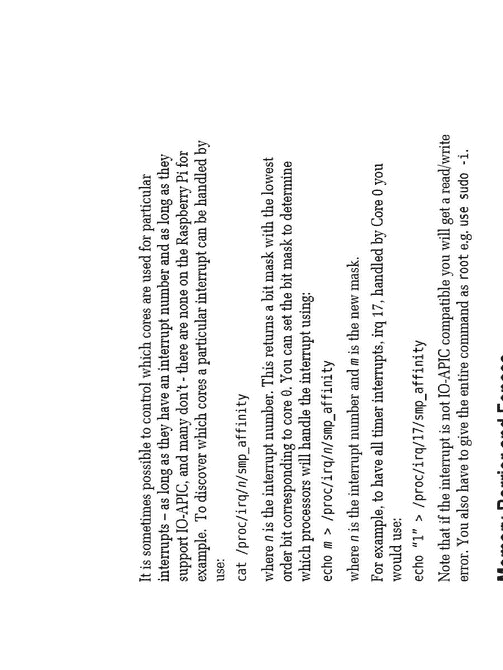 It is sometimes possible to control which cores are used for particular
interrupts – as long as they have an interrupt number and as long as they
support IO-APIC, and many don't - there are none on the Raspberry Pi for
example. To discover which cores a particular interrupt can be handled by
use:
cat /proc/irq/n/smp_affinity
where n is the interrupt number. This returns a bit mask with the lowest
order bit corresponding to core 0. You can set the bit mask to determine
which processors will handle the interrupt using:
echo m > /proc/irq/n/smp_affinity
where n is the interrupt number and m is the new mask.
For example, to have all timer interrupts, irq 17, handled by Core 0 you
would use:
echo "1" > /proc/irq/17/smp_affinity
Note that if the interrupt is not IO-APIC compatible you will get a read/write
error. You also have to give the entire command as root e.g. use sudo -i.
Memory Barrier and Fences